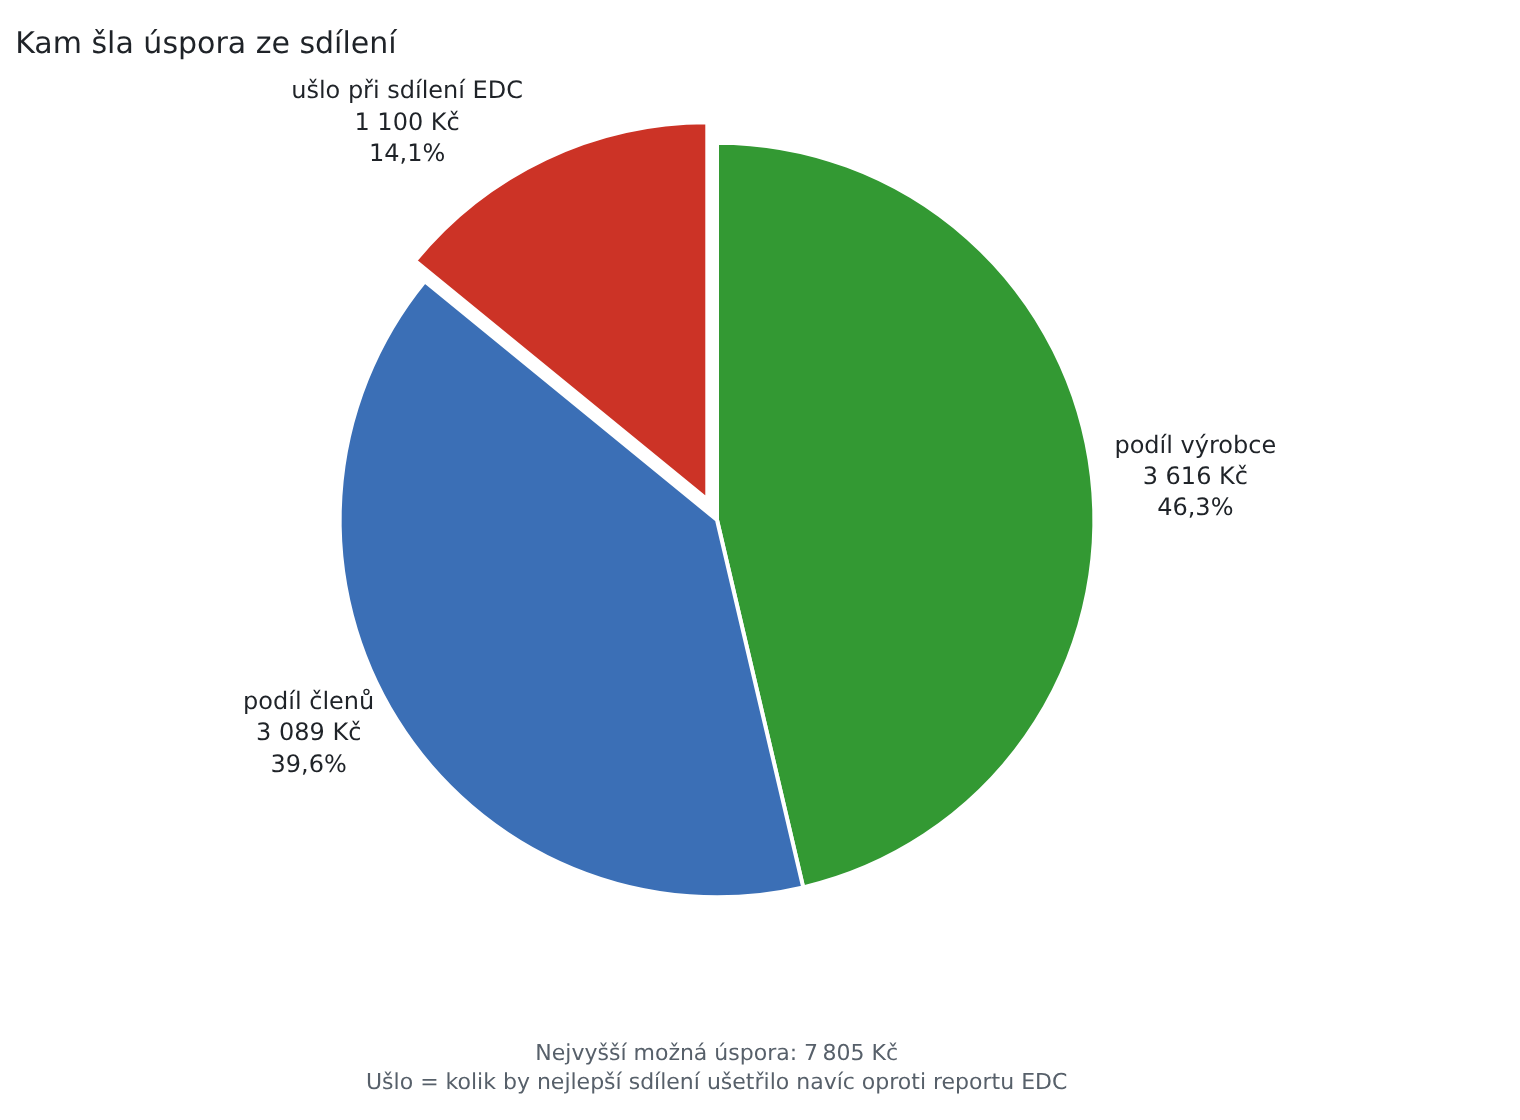 Kam šla úspora ze sdílení
ušlo při sdílení EDC
1 100 Kč
14,1%
podíl výrobce
3 616 Kč
46,3%
podíl členů
3 089 Kč
39,6%
Nejvyšší možná úspora: 7 805 Kč
Ušlo = kolik by nejlepší sdílení ušetřilo navíc oproti reportu EDC